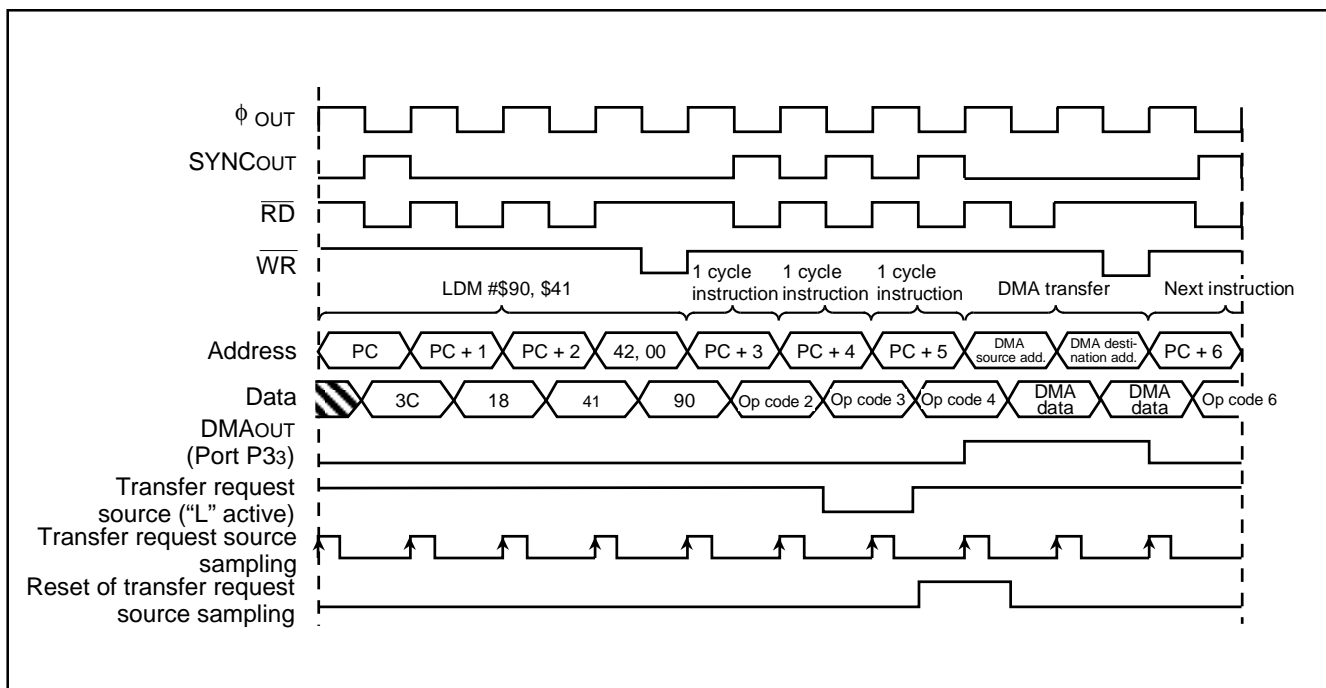 ϕ OUT
SYNCOUT
RD
WR
LDM #$90, $41
1 cycle
instruction
1 cycle
instruction
1 cycle
instruction
DMA transfer
Next instruction
Address
PC
PC + 1
PC + 2
42, 00
PC + 3
PC + 4
PC + 5
DMA
source add.
DMA desti-
nation add.
PC + 6
Data
3C
18
41
90
Op code 2
Op code 3
Op code 4
DMA
data
DMA
data
Op code 6
DMAOUT
(Port P33)
Transfer request
source (“L” active)
Transfer request source
sampling
Reset of transfer request
source sampling